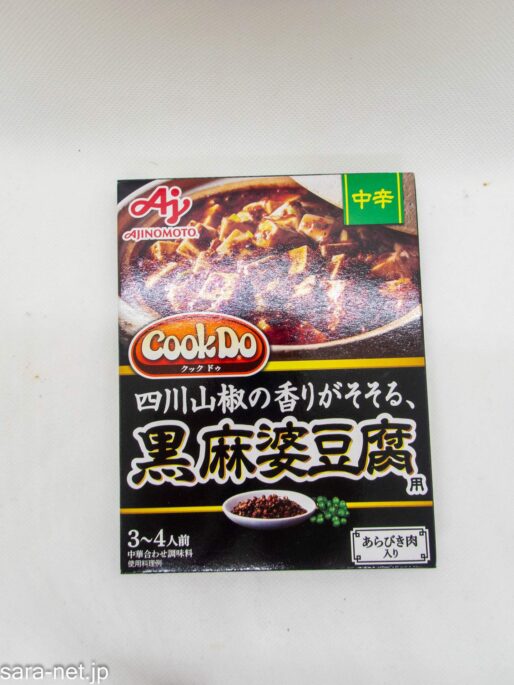 Aj
AJINOMOTO
中辛
CookDo
クック ドゥ
四川山椒の香りがそそる、
黒麻婆豆腐用
3〜4人前
中華合わせ調味料
使用料理例
あらびき肉
入り
sara-net.jp